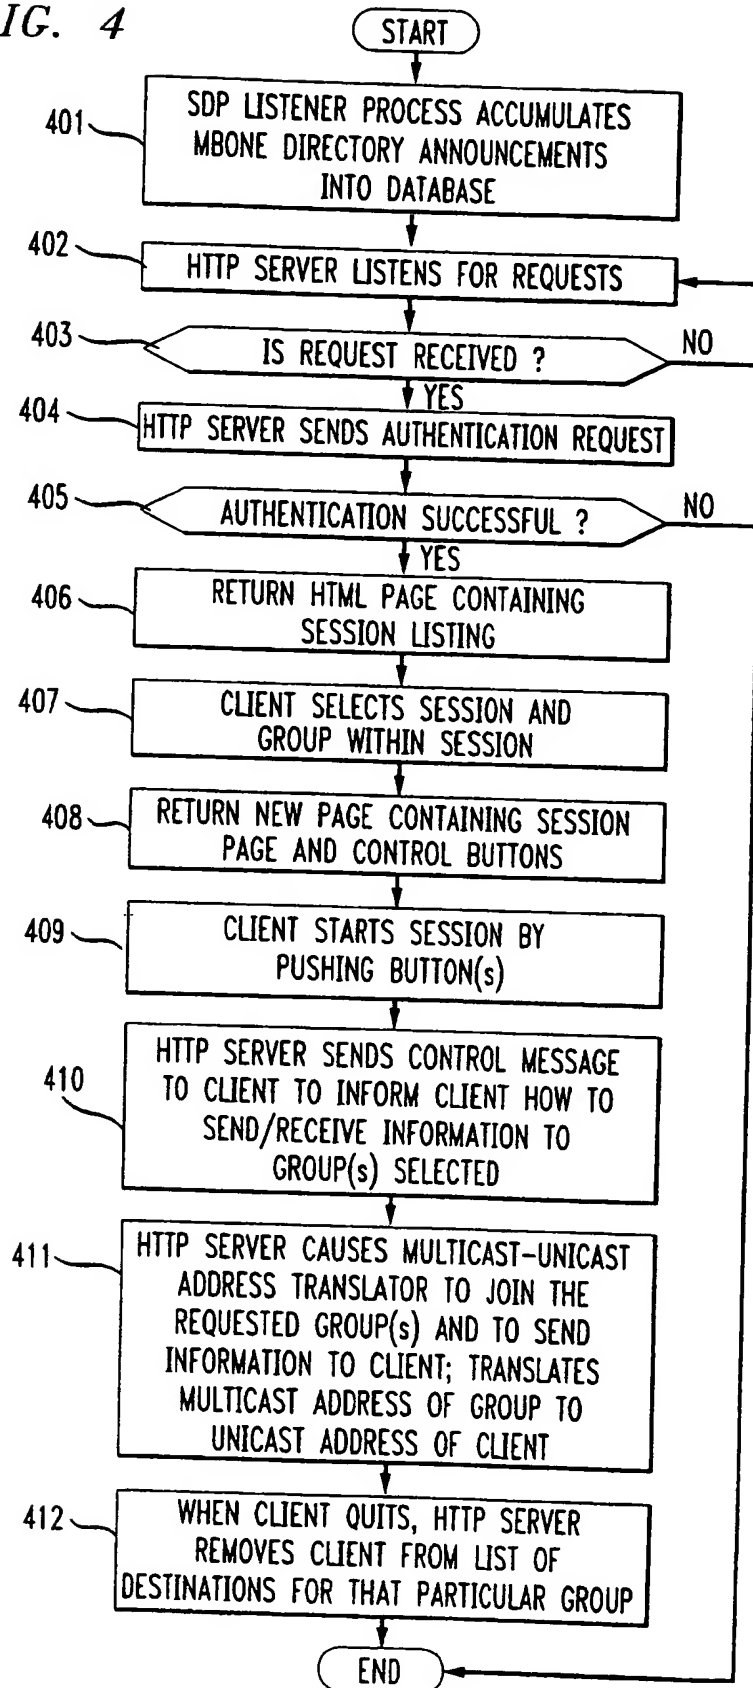 IG. 4
START
401
SDP LISTENER PROCESS ACCUMULATES
MBONE DIRECTORY ANNOUNCEMENTS
INTO DATABASE
402
HTTP SERVER LISTENS FOR REQUESTS
403
IS REQUEST RECEIVED ?
NO
YES
404
HTTP SERVER SENDS AUTHENTICATION REQUEST
405
AUTHENTICATION SUCCESSFUL ?
NO
YES
406
RETURN HTML PAGE CONTAINING
SESSION LISTING
407
CLIENT SELECTS SESSION AND
GROUP WITHIN SESSION
408
RETURN NEW PAGE CONTAINING SESSION
PAGE AND CONTROL BUTTONS
409
CLIENT STARTS SESSION BY
PUSHING BUTTON(s)
410
HTTP SERVER SENDS CONTROL MESSAGE
TO CLIENT TO INFORM CLIENT HOW TO
SEND/RECEIVE INFORMATION TO
GROUP(s) SELECTED
411
HTTP SERVER CAUSES MULTICAST-UNICAST
ADDRESS TRANSLATOR TO JOIN THE
REQUESTED GROUP(s) AND TO SEND
INFORMATION TO CLIENT; TRANSLATES
MULTICAST ADDRESS OF GROUP TO
UNICAST ADDRESS OF CLIENT
412
WHEN CLIENT QUITS, HTTP SERVER
REMOVES CLIENT FROM LIST OF
DESTINATIONS FOR THAT PARTICULAR GROUP
END